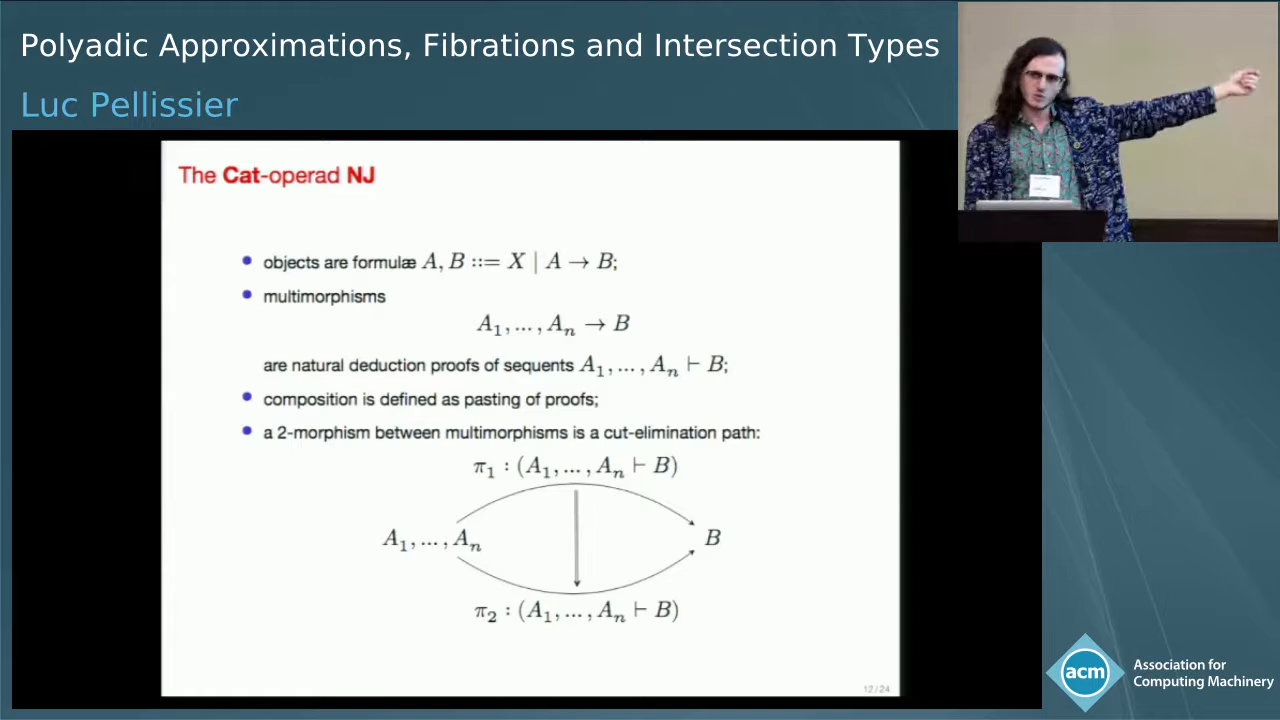 Polyadic Approximations, Fibrations and Intersection Types
Luc Pellissier
The Cat-operad NJ
• objects are formulæ A, B ::= X | A → B;
• multimorphisms
A₁, ..., Aₙ → B
are natural deduction proofs of sequents A₁, ..., Aₙ ⊢ B;
• composition is defined as pasting of proofs;
• a 2-morphism between multimorphisms is a cut-elimination path:
π₁ : (A₁, ..., Aₙ ⊢ B)
A₁, ..., Aₙ B
π₂ : (A₁, ..., Aₙ ⊢ B)
12/24
acm
Association for
Computing Machinery